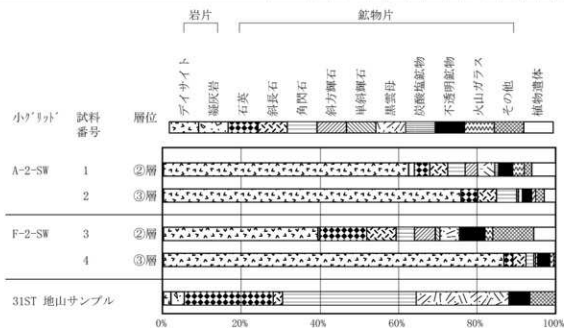 岩片 鉱物片
デイサイト 凝灰岩 石英 斜長石 角閃石 斜方輝石 単斜輝石 黒雲母 炭酸塩鉱物 不透明鉱物 火山ガラス その他 植物遺体
小グリッド 試料番号 層位
A-2-SW 1 ②層
2 ③層
F-2-SW 3 ②層
4 ③層
31ST 地山サンプル
0% 20% 40% 60% 80% 100%